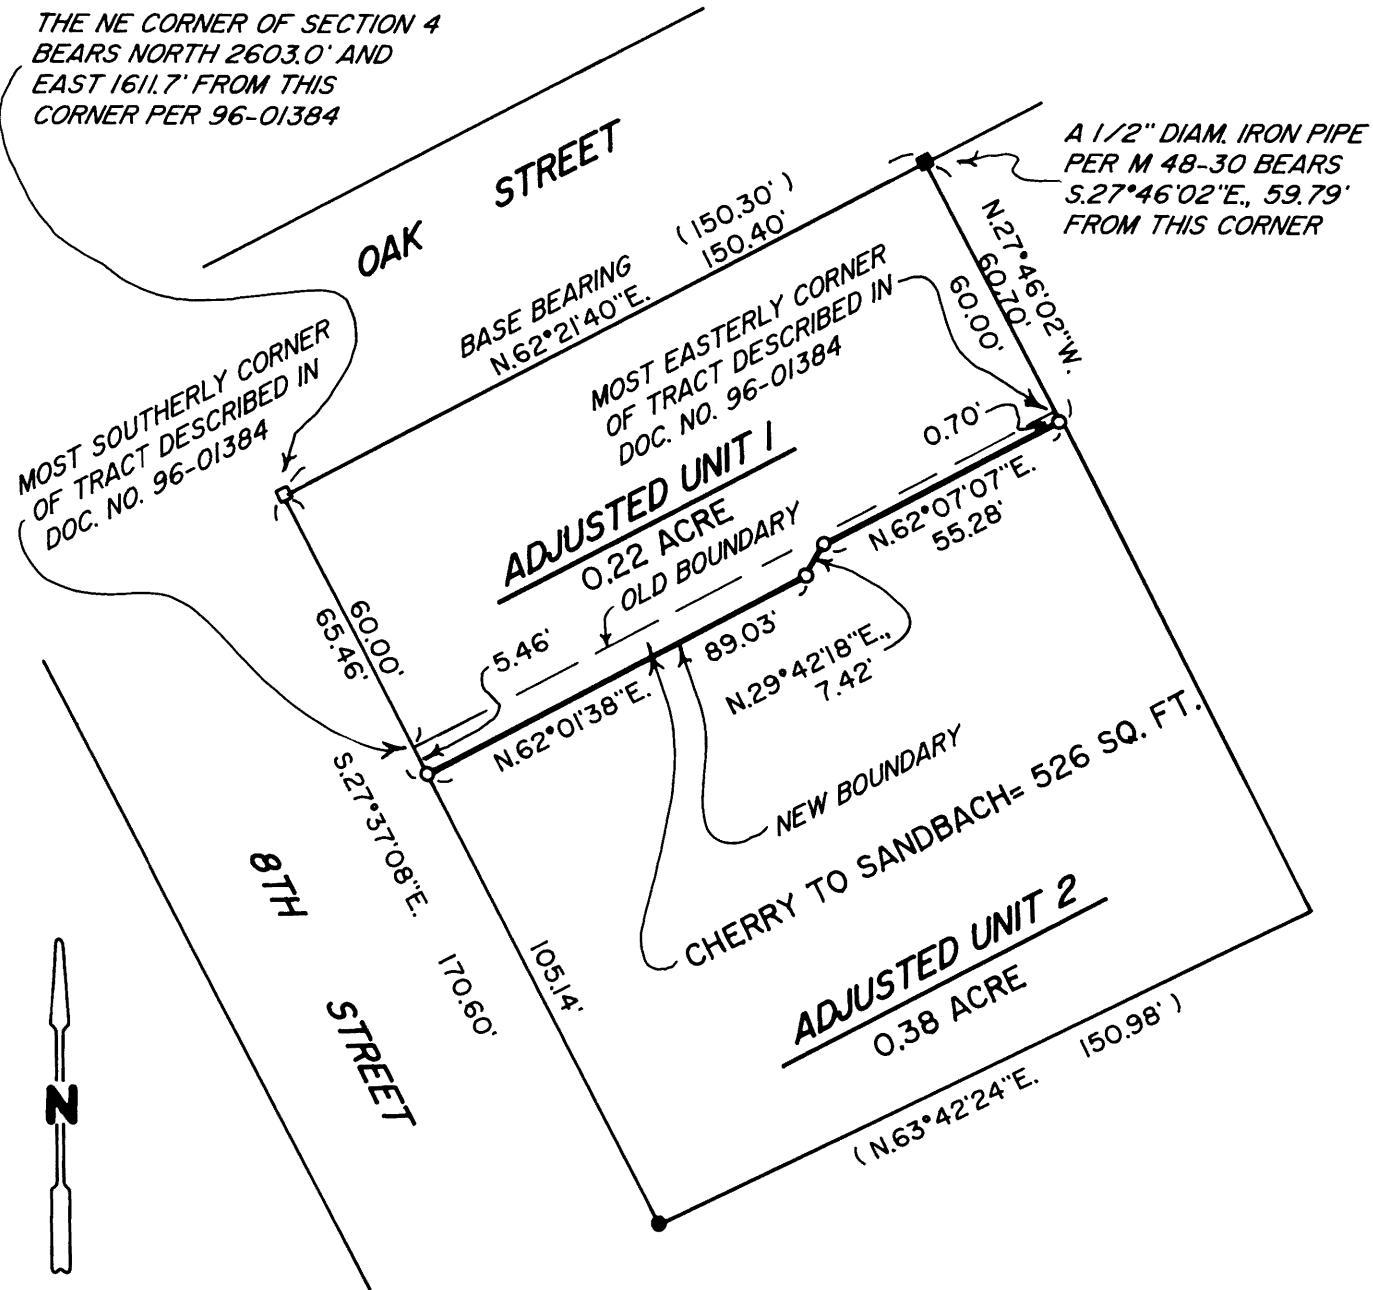 THE NE CORNER OF SECTION 4
BEARS NORTH 2603.0' AND
EAST 1611.7' FROM THIS
CORNER PER 96-01384
OAK STREET
A 1/2" DIAM. IRON PIPE
PER M 48-30 BEARS
S.27°46'02"E., 59.79'
FROM THIS CORNER
(150.30')
150.40'
BASE BEARING
N.62°21'40"E.
N.27°46'02"W.
60.70'
60.00'
MOST EASTERLY CORNER
OF TRACT DESCRIBED IN
DOC. NO. 96-01384
MOST SOUTHERLY CORNER
OF TRACT DESCRIBED IN
DOC. NO. 96-01384
0.70'
ADJUSTED UNIT 1
0.22 ACRE
OLD BOUNDARY
N.62°07'07"E.
55.28'
60.00'
65.46'
5.46'
89.03'
N.62°01'38"E.
N.29°42'18"E.,
7.42'
S.27°37'08"E.
170.60'
105.14'
NEW BOUNDARY
CHERRY TO SANDBACH= 526 SQ. FT.
8TH STREET
ADJUSTED UNIT 2
0.38 ACRE
(N.63°42'24"E. 150.98')
N